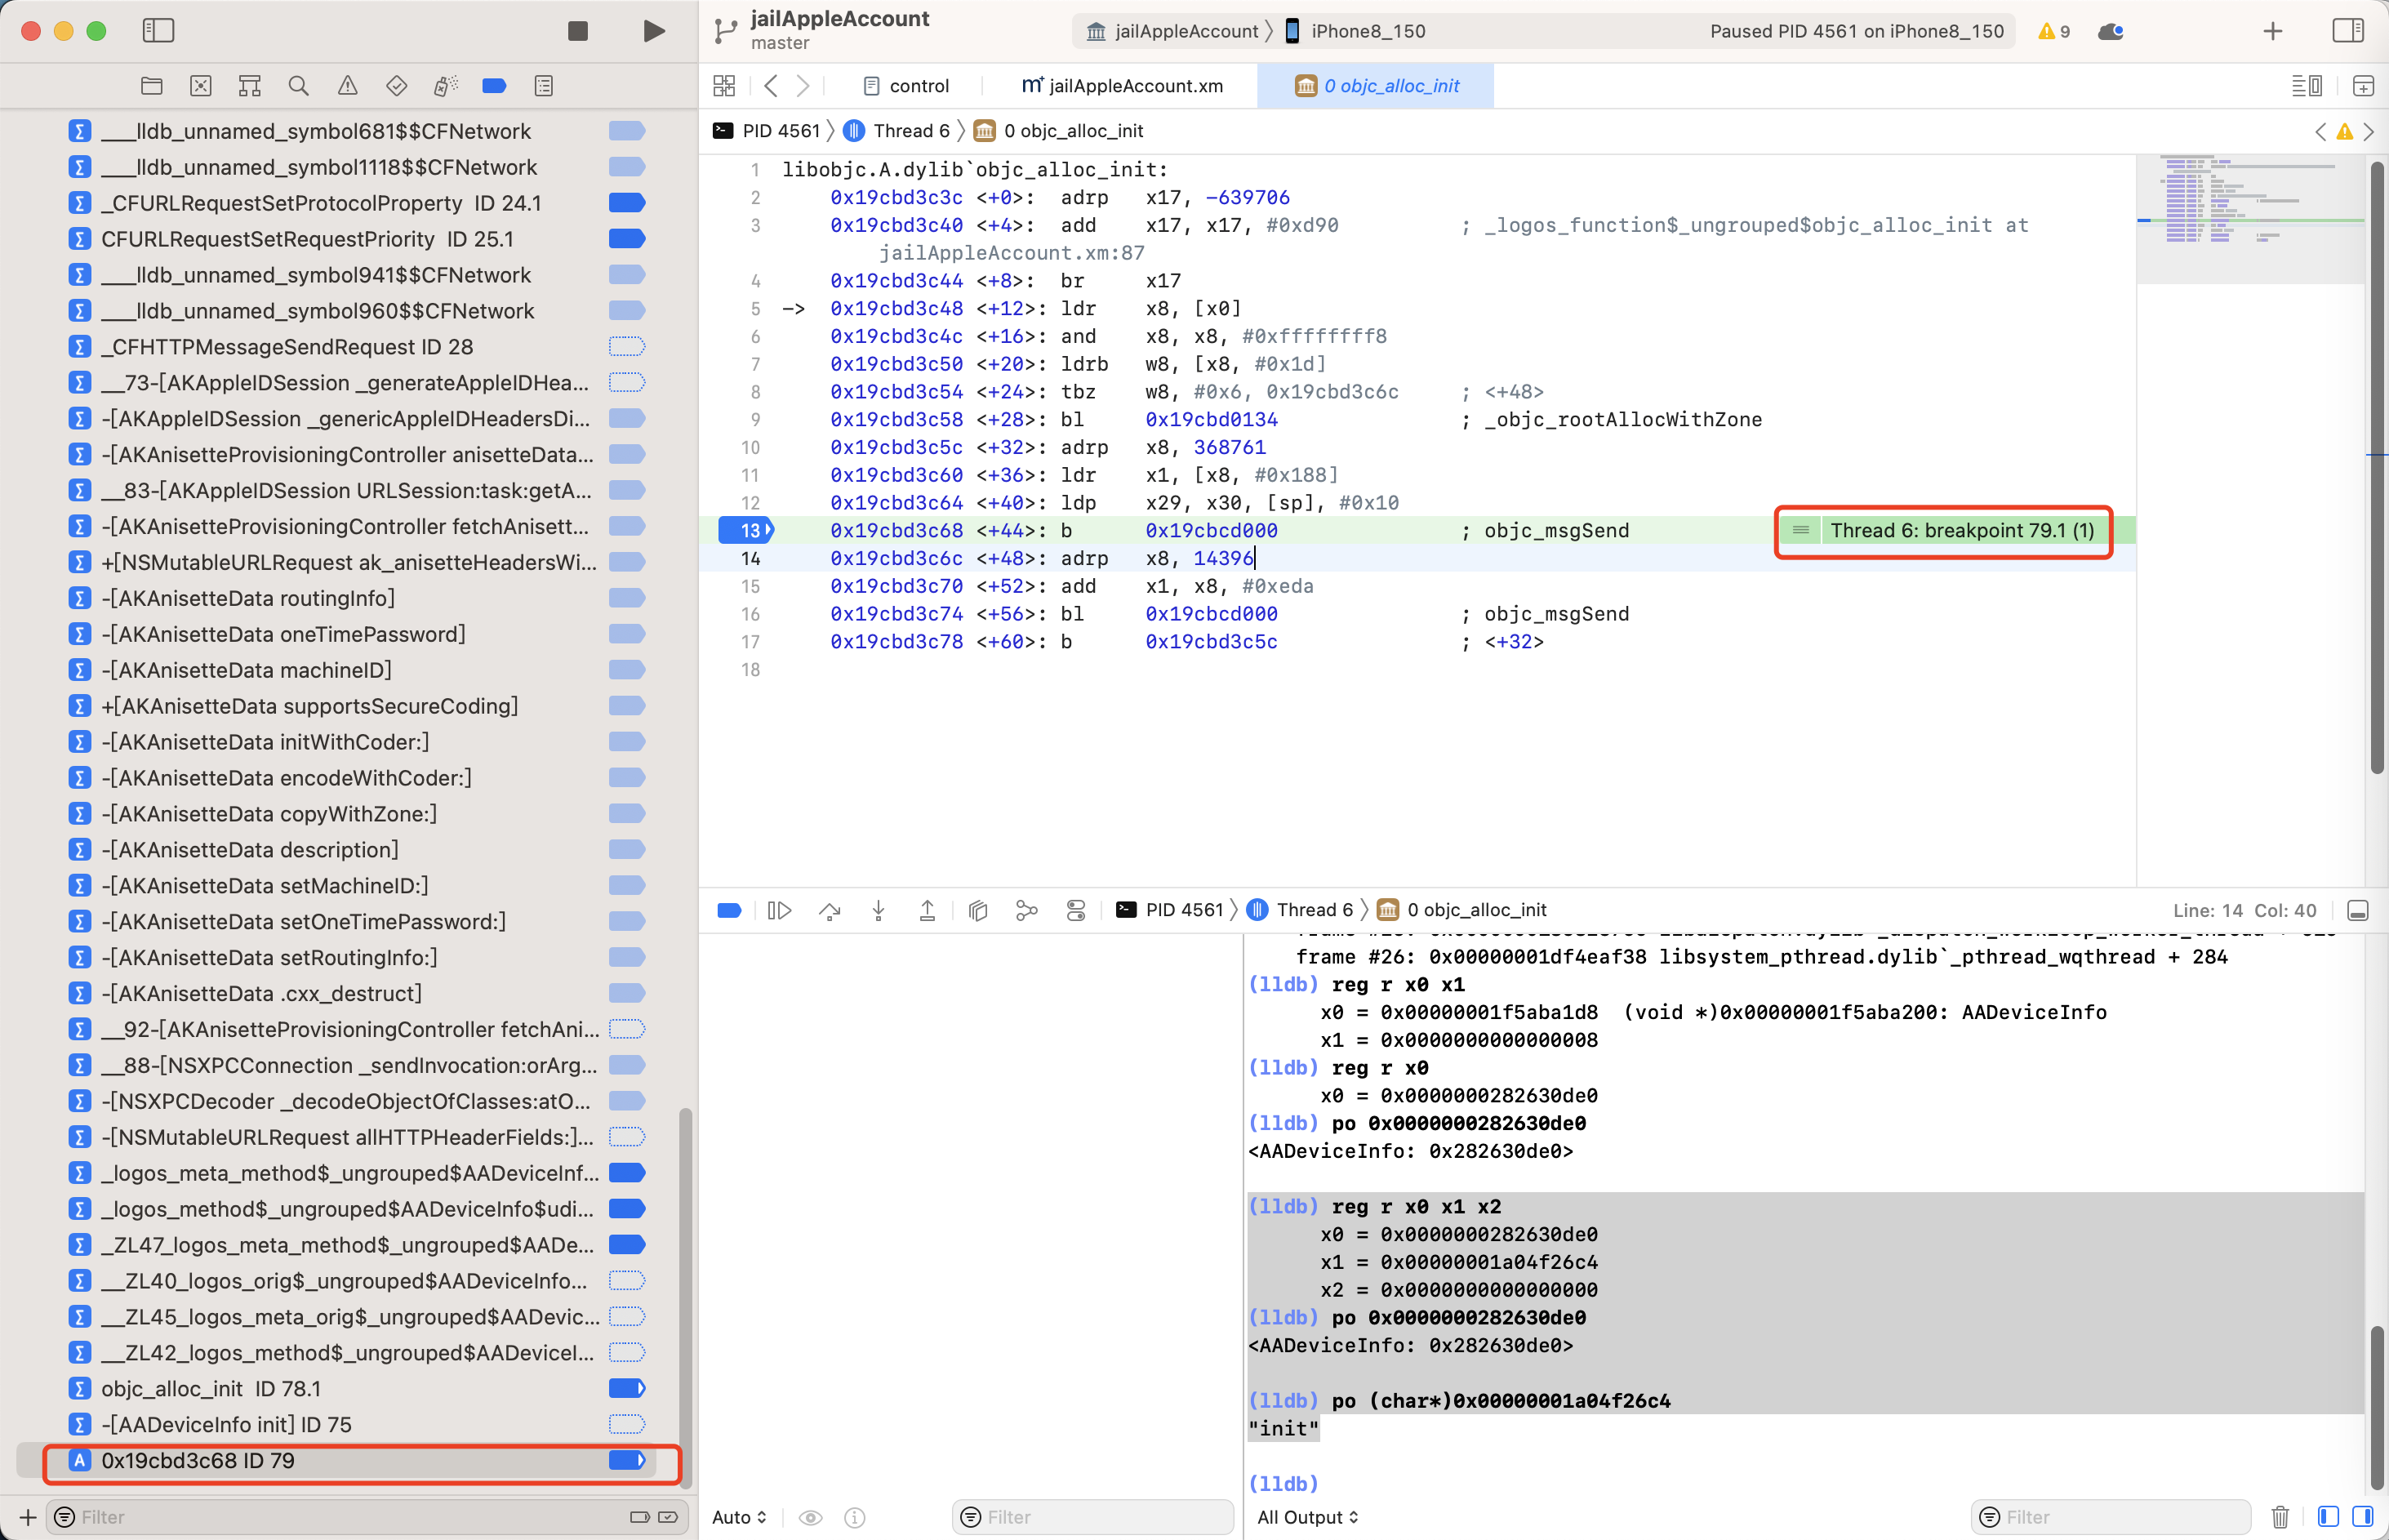 jailAppleAccount
master
jailAppleAccount 〉 iPhone8_150
Paused PID 4561 on iPhone8_150
9
control
m⁺ jailAppleAccount.xm
0 objc_alloc_init
PID 4561 〉 Thread 6 〉 0 objc_alloc_init
___lldb_unnamed_symbol681$$CFNetwork
___lldb_unnamed_symbol1118$$CFNetwork
_CFURLRequestSetProtocolProperty  ID 24.1
CFURLRequestSetRequestPriority  ID 25.1
___lldb_unnamed_symbol941$$CFNetwork
___lldb_unnamed_symbol960$$CFNetwork
_CFHTTPMessageSendRequest ID 28
__73-[AKAppleIDSession _generateAppleIDHea...
-[AKAppleIDSession _genericAppleIDHeadersDi...
-[AKAnisetteProvisioningController anisetteData...
__83-[AKAppleIDSession URLSession:task:getA...
-[AKAnisetteProvisioningController fetchAnisett...
+[NSMutableURLRequest ak_anisetteHeadersWi...
-[AKAnisetteData routingInfo]
-[AKAnisetteData oneTimePassword]
-[AKAnisetteData machineID]
+[AKAnisetteData supportsSecureCoding]
-[AKAnisetteData initWithCoder:]
-[AKAnisetteData encodeWithCoder:]
-[AKAnisetteData copyWithZone:]
-[AKAnisetteData description]
-[AKAnisetteData setMachineID:]
-[AKAnisetteData setOneTimePassword:]
-[AKAnisetteData setRoutingInfo:]
-[AKAnisetteData .cxx_destruct]
__92-[AKAnisetteProvisioningController fetchAni...
__88-[NSXPCConnection _sendInvocation:orArg...
-[NSXPCDecoder _decodeObjectOfClasses:atO...
-[NSMutableURLRequest allHTTPHeaderFields:]...
_logos_meta_method$_ungrouped$AADeviceInf...
_logos_method$_ungrouped$AADeviceInfo$udi...
_ZL47_logos_meta_method$_ungrouped$AADe...
__ZL40_logos_orig$_ungrouped$AADeviceInfo...
__ZL45_logos_meta_orig$_ungrouped$AADevic...
__ZL42_logos_method$_ungrouped$AADeviceI...
objc_alloc_init  ID 78.1
-[AADeviceInfo init] ID 75
A 0x19cbd3c68 ID 79
Filter
1 libobjc.A.dylib`objc_alloc_init:
2 0x19cbd3c3c <+0>: adrp x17, -639706
3 0x19cbd3c40 <+4>: add x17, x17, #0xd90 ; _logos_function$_ungrouped$objc_alloc_init at
jailAppleAccount.xm:87
4 0x19cbd3c44 <+8>: br x17
5 -> 0x19cbd3c48 <+12>: ldr x8, [x0]
6 0x19cbd3c4c <+16>: and x8, x8, #0xffffffff8
7 0x19cbd3c50 <+20>: ldrb w8, [x8, #0x1d]
8 0x19cbd3c54 <+24>: tbz w8, #0x6, 0x19cbd3c6c ; <+48>
9 0x19cbd3c58 <+28>: bl 0x19cbd0134 ; _objc_rootAllocWithZone
10 0x19cbd3c5c <+32>: adrp x8, 368761
11 0x19cbd3c60 <+36>: ldr x1, [x8, #0x188]
12 0x19cbd3c64 <+40>: ldp x29, x30, [sp], #0x10
13 0x19cbd3c68 <+44>: b 0x19cbcd000 ; objc_msgSend Thread 6: breakpoint 79.1 (1)
14 0x19cbd3c6c <+48>: adrp x8, 14396
15 0x19cbd3c70 <+52>: add x1, x8, #0xeda
16 0x19cbd3c74 <+56>: bl 0x19cbcd000 ; objc_msgSend
17 0x19cbd3c78 <+60>: b 0x19cbd3c5c ; <+32>
18
PID 4561 〉 Thread 6 〉 0 objc_alloc_init
Line: 14 Col: 40
frame #26: 0x00000001df4eaf38 libsystem_pthread.dylib`_pthread_wqthread + 284
(lldb) reg r x0 x1
x0 = 0x00000001f5aba1d8  (void *)0x00000001f5aba200: AADeviceInfo
x1 = 0x0000000000000008
(lldb) reg r x0
x0 = 0x0000000282630de0
(lldb) po 0x0000000282630de0
<AADeviceInfo: 0x282630de0>
(lldb) reg r x0 x1 x2
x0 = 0x0000000282630de0
x1 = 0x00000001a04f26c4
x2 = 0x0000000000000000
(lldb) po 0x0000000282630de0
<AADeviceInfo: 0x282630de0>
(lldb) po (char*)0x00000001a04f26c4
"init"
(lldb)
Auto
Filter
All Output
Filter